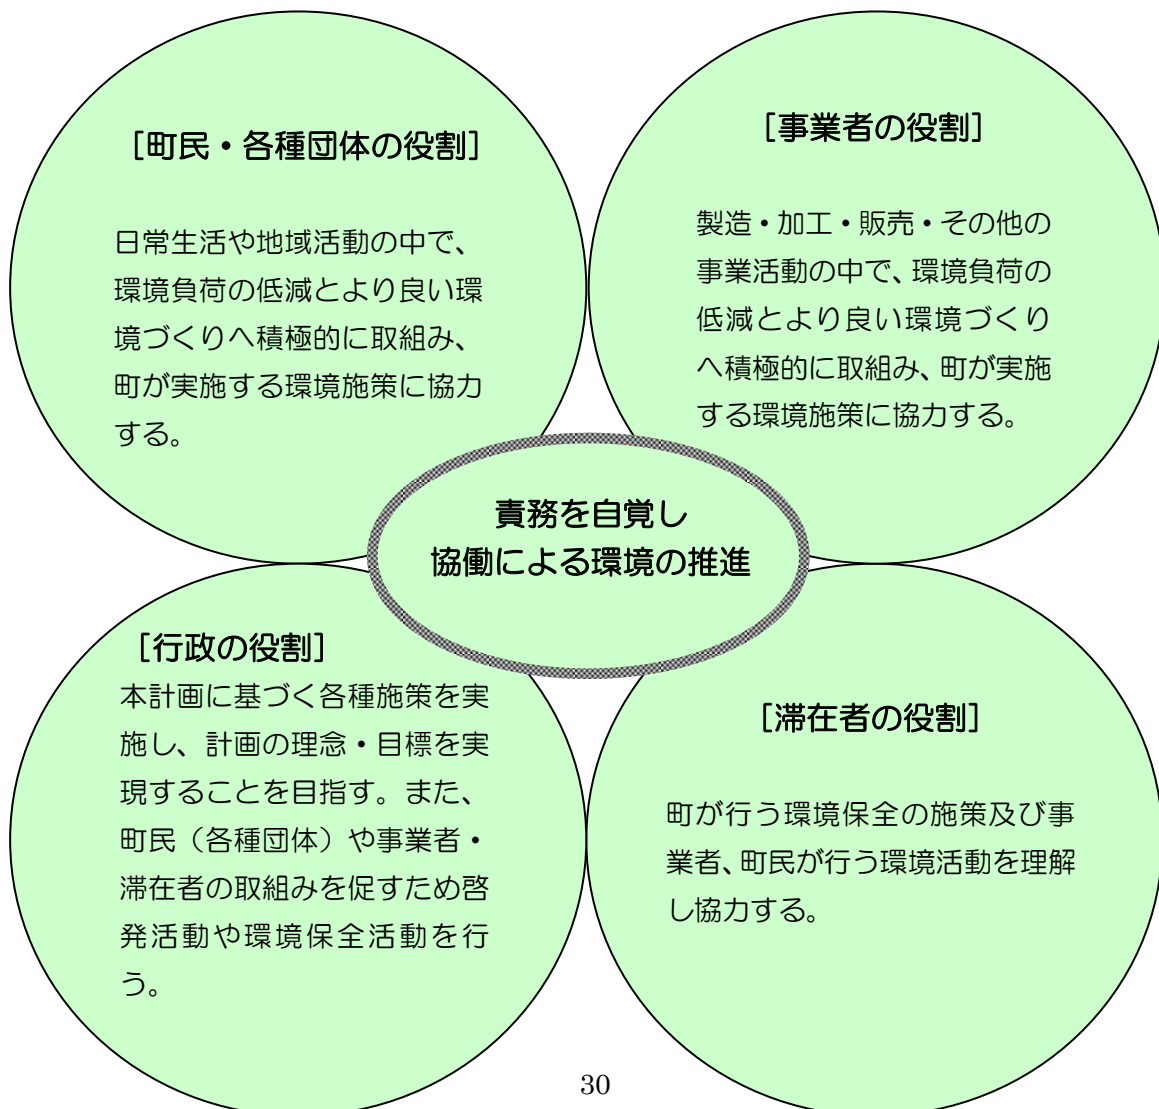 [町民・各種団体の役割]
日常生活や地域活動の中で、
環境負荷の低減とより良い環
境づくりへ積極的に取組み、
町が実施する環境施策に協力
する。
[事業者の役割]
製造・加工・販売・その他の
事業活動の中で、環境負荷の
低減とより良い環境づくり
へ積極的に取組み、町が実施
する環境施策に協力する。
責務を自覚し
協働による環境の推進
[行政の役割]
本計画に基づく各種施策を実
施し、計画の理念・目標を実
現することを目指す。また、
町民（各種団体）や事業者・
滞在者の取組みを促すため啓
発活動や環境保全活動を行
う。
[滞在者の役割]
町が行う環境保全の施策及び事
業者、町民が行う環境活動を理解
し協力する。
30